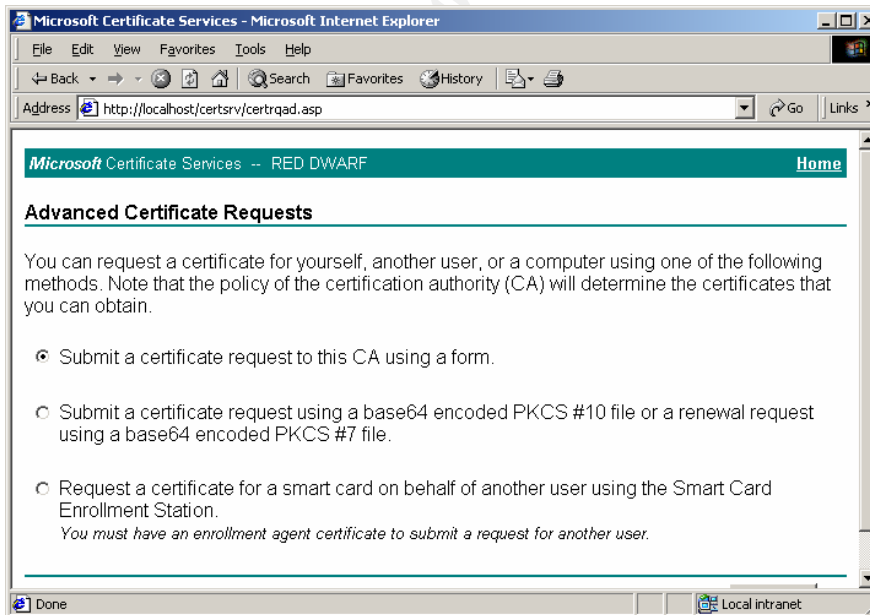 Microsoft Certificate Services - Microsoft Internet Explorer
File Edit View Favorites Tools Help
Back Search Favorites History
Address http://localhost/certsrv/certrqad.asp Go Links
Microsoft Certificate Services -- RED DWARF Home
Advanced Certificate Requests
You can request a certificate for yourself, another user, or a computer using one of the following
methods. Note that the policy of the certification authority (CA) will determine the certificates that
you can obtain.
Submit a certificate request to this CA using a form.
Submit a certificate request using a base64 encoded PKCS #10 file or a renewal request
using a base64 encoded PKCS #7 file.
Request a certificate for a smart card on behalf of another user using the Smart Card
Enrollment Station.
You must have an enrollment agent certificate to submit a request for another user.
Done Local intranet